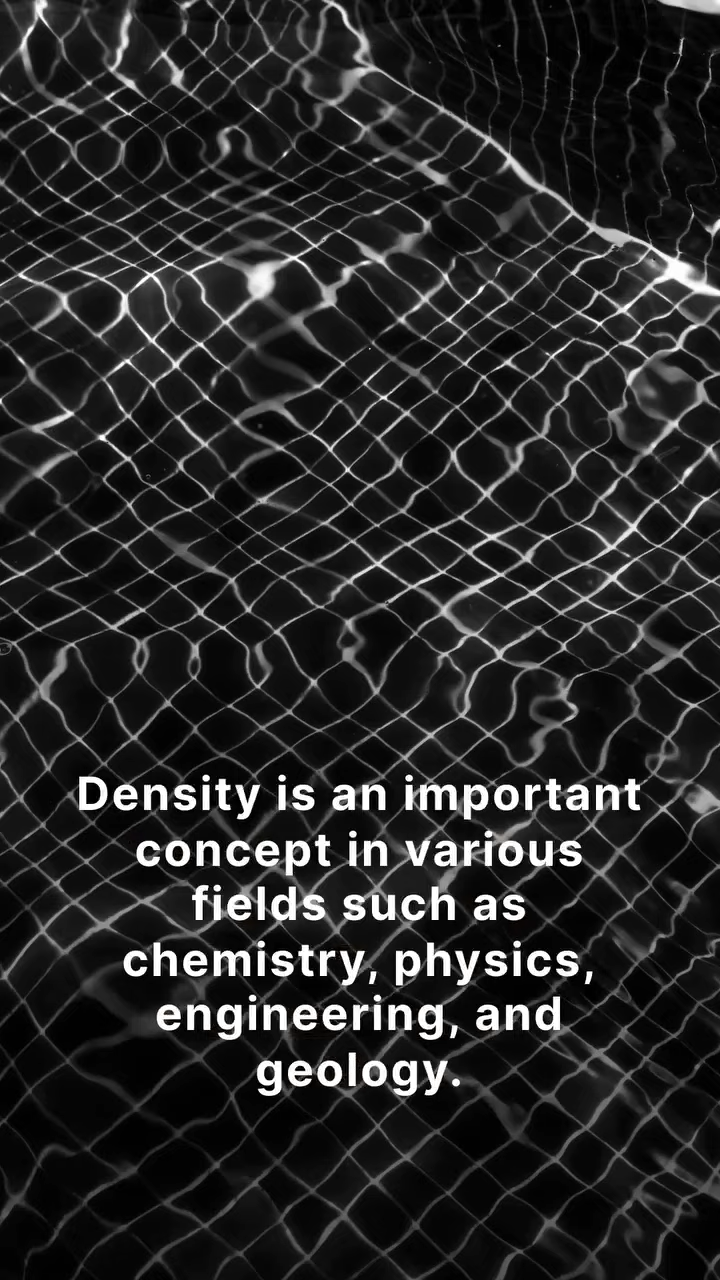 Density is an important
concept in various
fields such as
chemistry, physics,
engineering, and
geology.